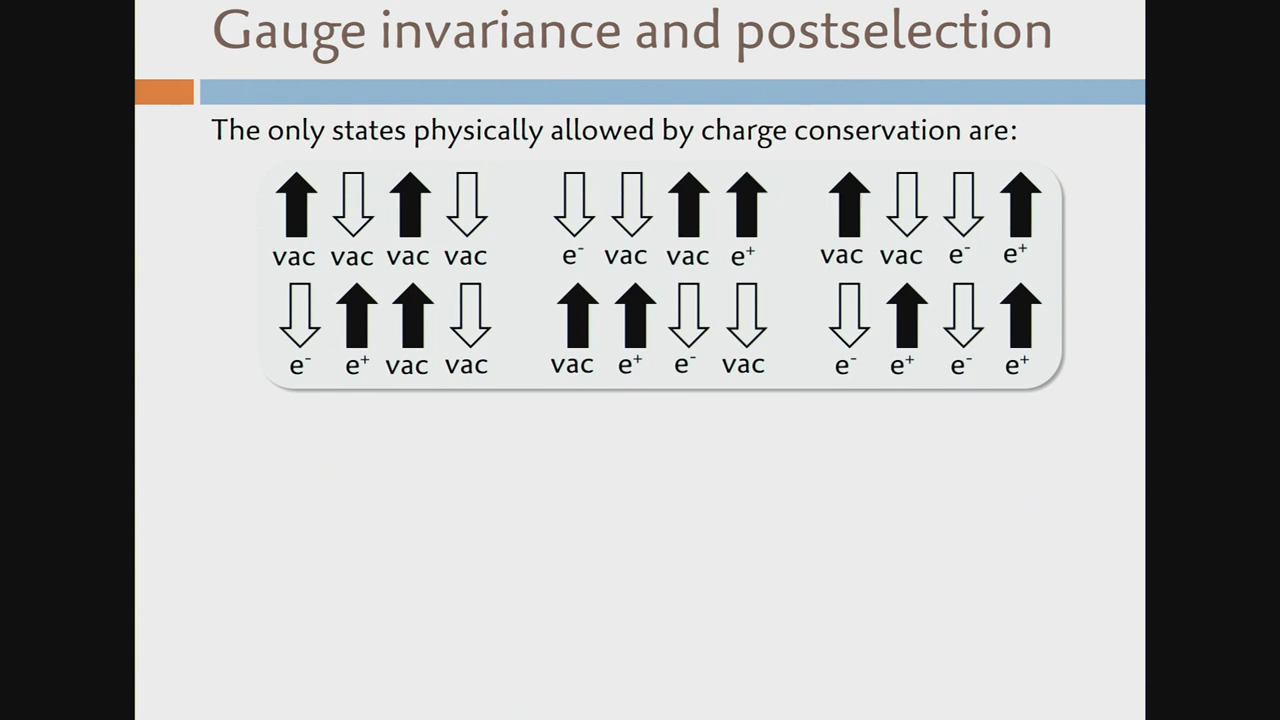 Gauge invariance and postselection
The only states physically allowed by charge conservation are:
vac vac vac vac e⁻ vac vac e⁺ vac vac e⁻ e⁺
e⁻ e⁺ vac vac vac e⁺ e⁻ vac e⁻ e⁺ e⁻ e⁺